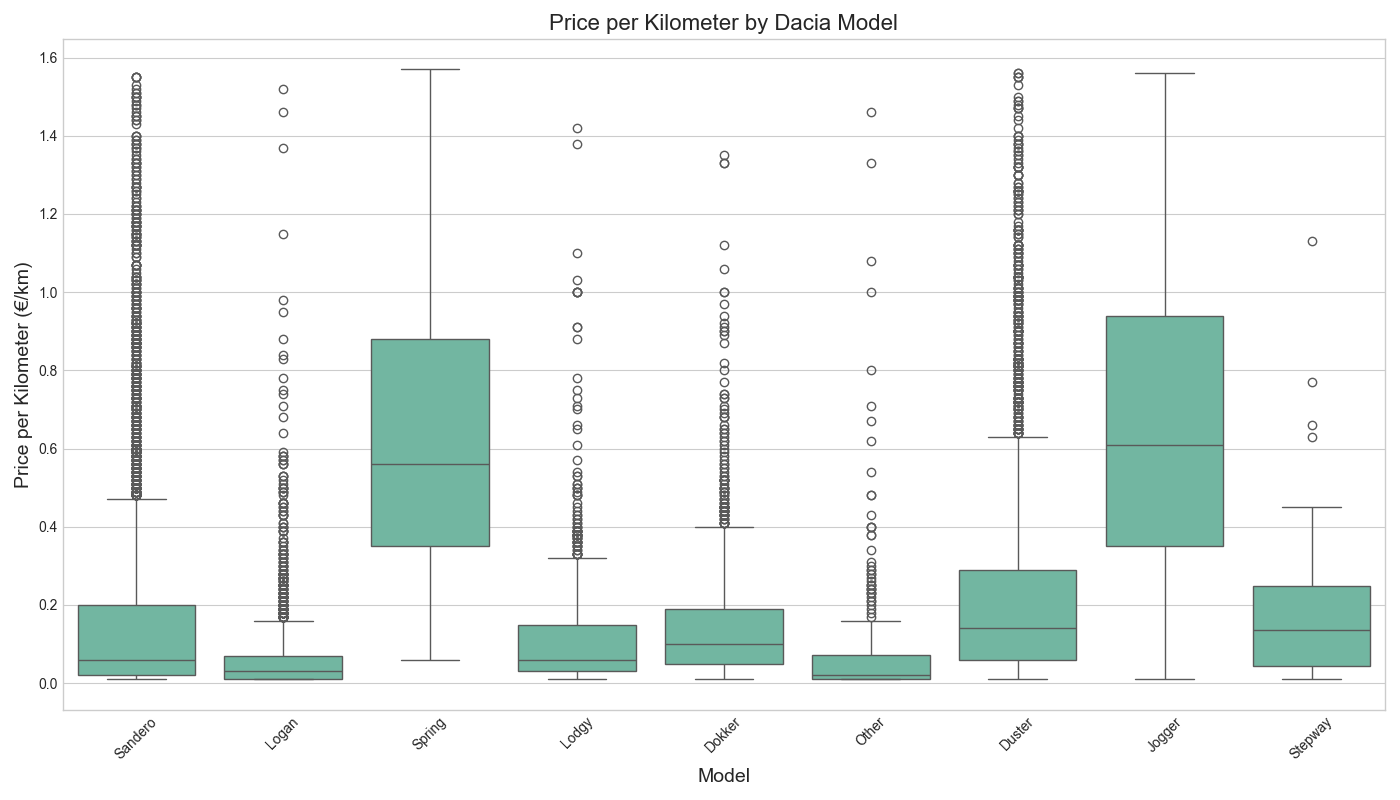 Price per Kilometer by Dacia Model
Price per Kilometer (€/km)
1.6
1.4
1.2
1.0
0.8
0.6
0.4
0.2
0.0
Sandero
Logan
Spring
Lodgy
Dokker
Other
Duster
Jogger
Stepway
Model